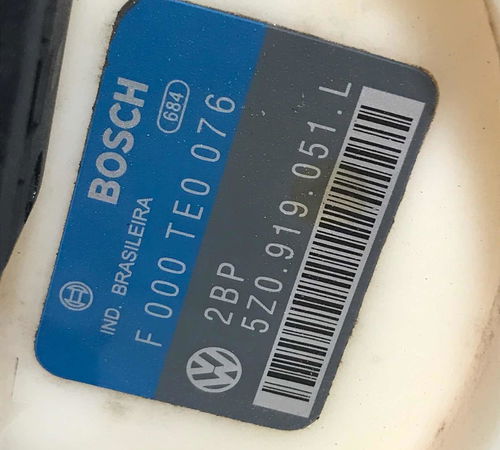 BOSCH
684
IND. BRASILEIRA
F 000 TE0 076
2BP
5Z0.919.051.L